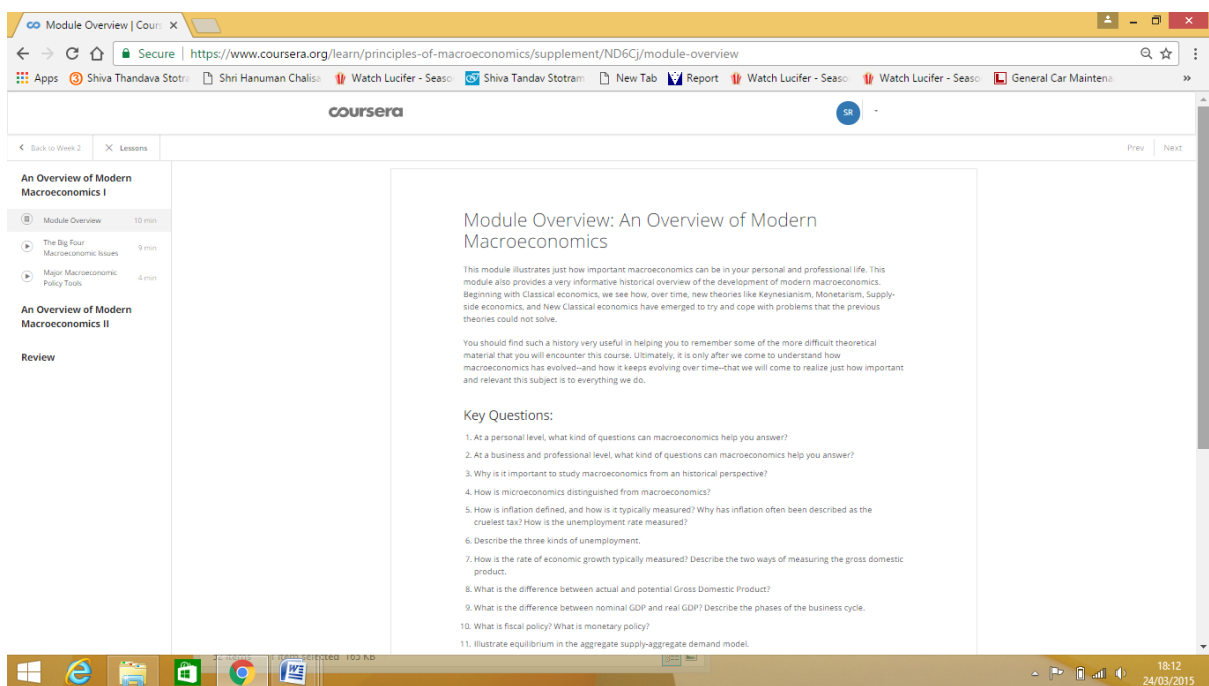 Module Overview | Cours
Secure | https://www.coursera.org/learn/principles-of-macroeconomics/supplement/ND6Cj/module-overview
Apps Shiva Thandava Stotra Shri Hanuman Chalisa Watch Lucifer - Seaso Shiva Tandav Stotram New Tab Report Watch Lucifer - Seaso Watch Lucifer - Seaso General Car Maintena »
coursera SR
Back to Week 2 Lessons Prev Next
An Overview of Modern
Macroeconomics I
Module Overview 10 min
The Big Four
Macroeconomic Issues 9 min
Major Macroeconomic
Policy Tools 4 min
An Overview of Modern
Macroeconomics II
Review
Module Overview: An Overview of Modern
Macroeconomics
This module illustrates just how important macroeconomics can be in your personal and professional life. This
module also provides a very informative historical overview of the development of modern macroeconomics.
Beginning with Classical economics, we see how, over time, new theories like Keynesianism, Monetarism, Supply-
side economics, and New Classical economics have emerged to try and cope with problems that the previous
theories could not solve.
You should find such a history very useful in helping you to remember some of the more difficult theoretical
material that you will encounter this course. Ultimately, it is only after we come to understand how
macroeconomics has evolved—and how it keeps evolving over time—that we will come to realize just how important
and relevant this subject is to everything we do.
Key Questions:
1. At a personal level, what kind of questions can macroeconomics help you answer?
2. At a business and professional level, what kind of questions can macroeconomics help you answer?
3. Why is it important to study macroeconomics from an historical perspective?
4. How is microeconomics distinguished from macroeconomics?
5. How is inflation defined, and how is it typically measured? Why has inflation often been described as the
cruelest tax? How is the unemployment rate measured?
6. Describe the three kinds of unemployment.
7. How is the rate of economic growth typically measured? Describe the two ways of measuring the gross domestic
product.
8. What is the difference between actual and potential Gross Domestic Product?
9. What is the difference between nominal GDP and real GDP? Describe the phases of the business cycle.
10. What is fiscal policy? What is monetary policy?
11. Illustrate equilibrium in the aggregate supply-aggregate demand model.
18:12
24/03/2015